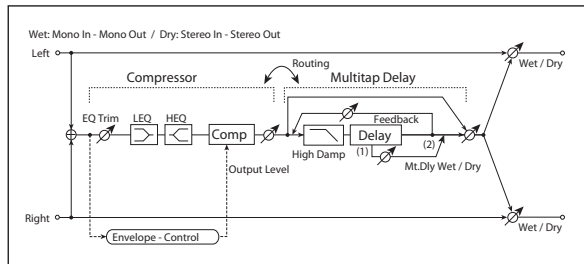 Wet: Mono In - Mono Out / Dry: Stereo In - Stereo Out
Left
Wet / Dry
Routing
Compressor
Multitap Delay
EQ Trim
LEQ
HEQ
Comp
Feedback
Delay
High Damp
(1)
(2)
Mt.Dly Wet / Dry
Output Level
Right
Wet / Dry
Envelope - Control